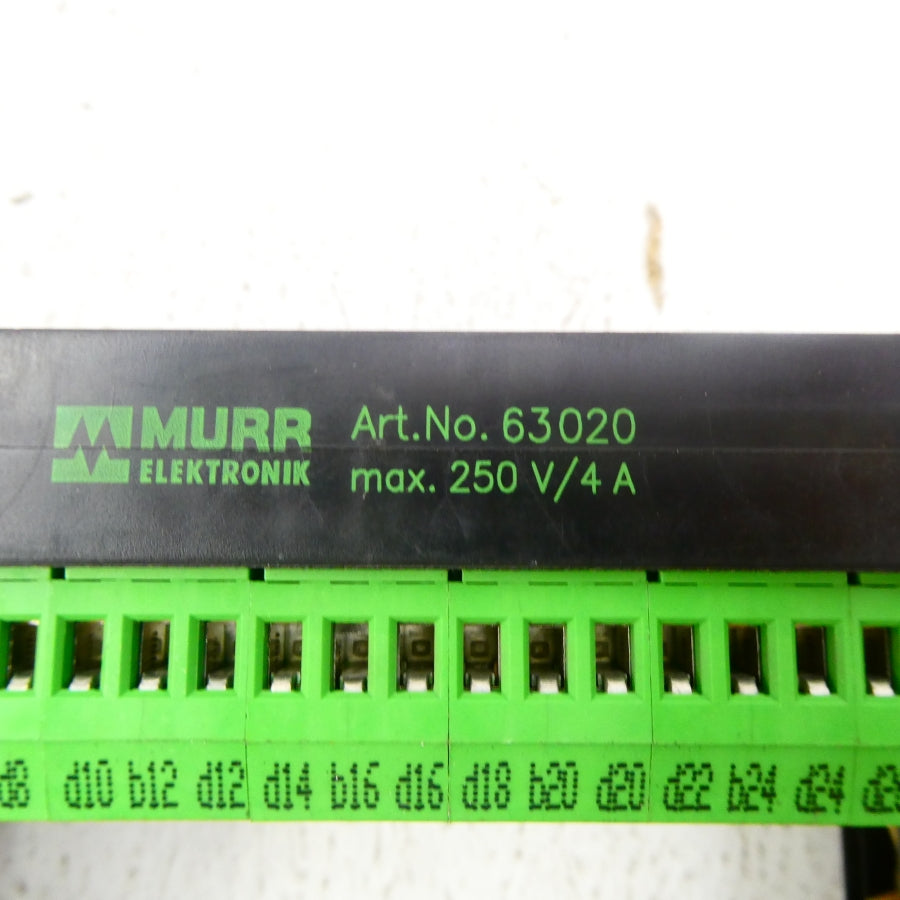 MURR
ELEKTRONIK
Art.No. 63020
max. 250 V/4 A
d8 d10 b12 d12 d14 b16 d16 d18 b20 d20 d22 b24 d24